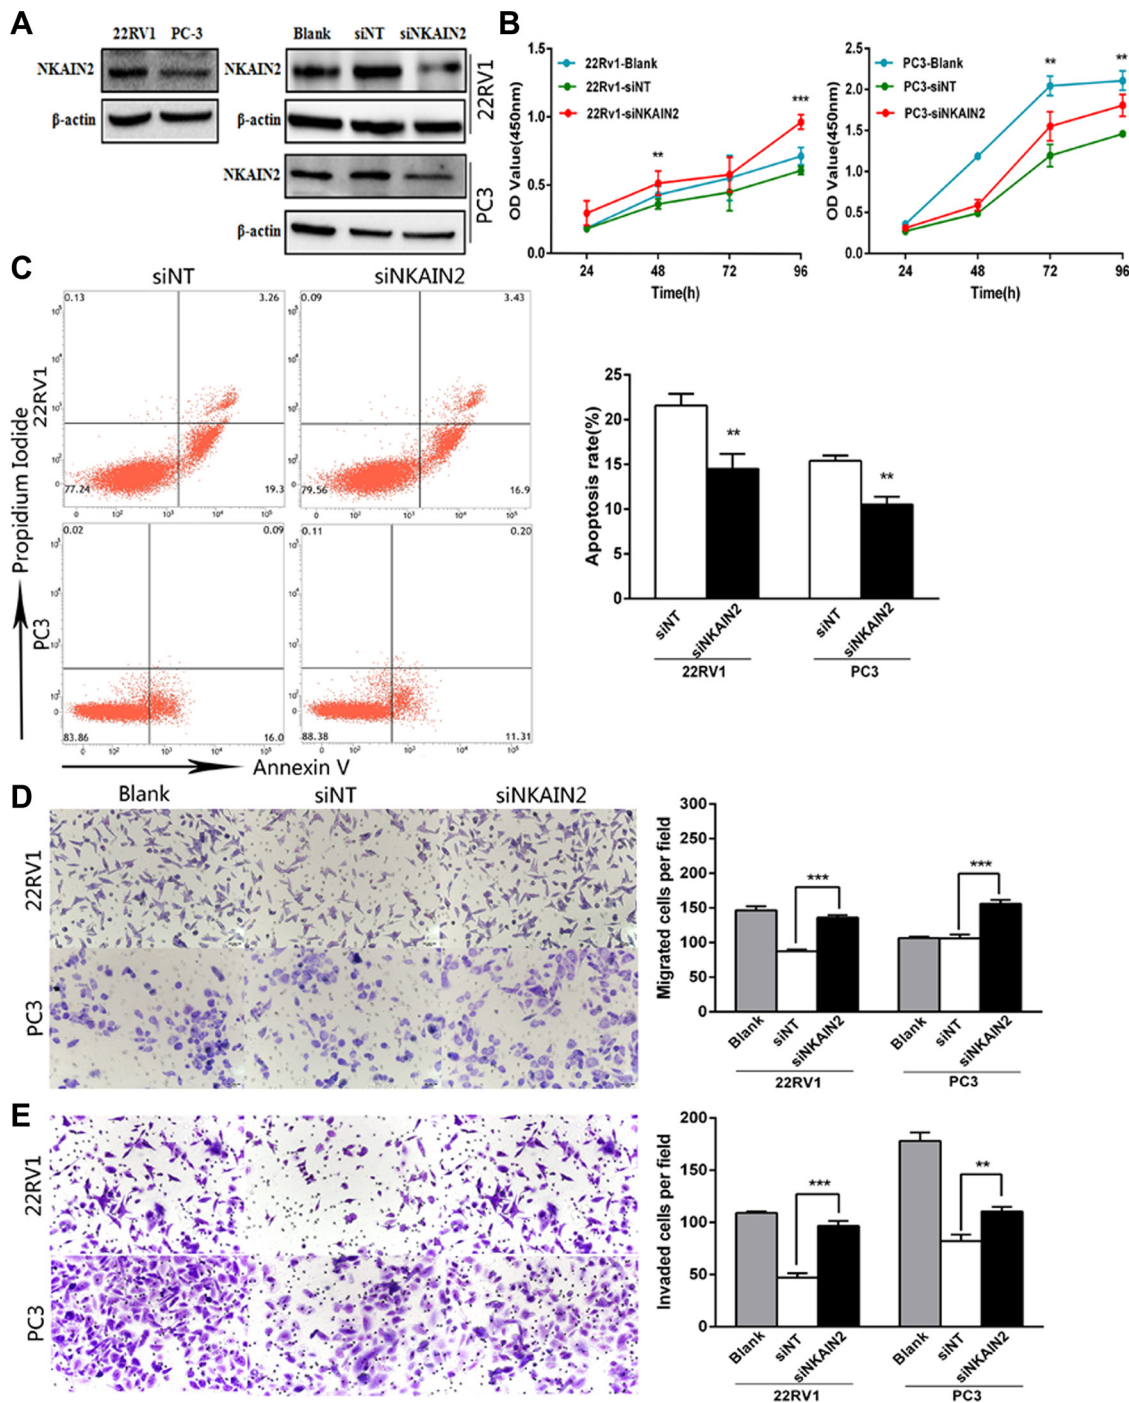 A
22RV1 PC-3
NKAIN2
β-actin
Blank siNT siNKAIN2
NKAIN2
β-actin
22RV1
NKAIN2
β-actin
PC3
B
OD Value(450nm)
1.5
1.0
0.5
0.0
22Rv1-Blank
22Rv1-siNT
22Rv1-siNKAIN2
**
***
24 48 72 96
Time(h)
OD Value(450nm)
2.5
2.0
1.5
1.0
0.5
0.0
PC3-Blank
PC3-siNT
PC3-siNKAIN2
**
**
24 48 72 96
Time(h)
C
siNT siNKAIN2
Propidium Iodide
22RV1
PC3
0.13 3.26
77.24 19.3
0.09 3.43
79.56 16.9
0.02 0.09
83.86 16.0
0.11 0.20
88.38 11.31
Annexin V
Apoptosis rate(%)
25
20
15
10
5
0
**
**
siNT siNKAIN2 siNT siNKAIN2
22RV1 PC3
D
Blank siNT siNKAIN2
22RV1
PC3
Migrated cells per field
300
250
200
150
100
50
0
***
***
Blank siNT siNKAIN2 Blank siNT siNKAIN2
22RV1 PC3
E
22RV1
PC3
Invaded cells per field
200
150
100
50
0
***
**
Blank siNT siNKAIN2 Blank siNT siNKAIN2
22RV1 PC3